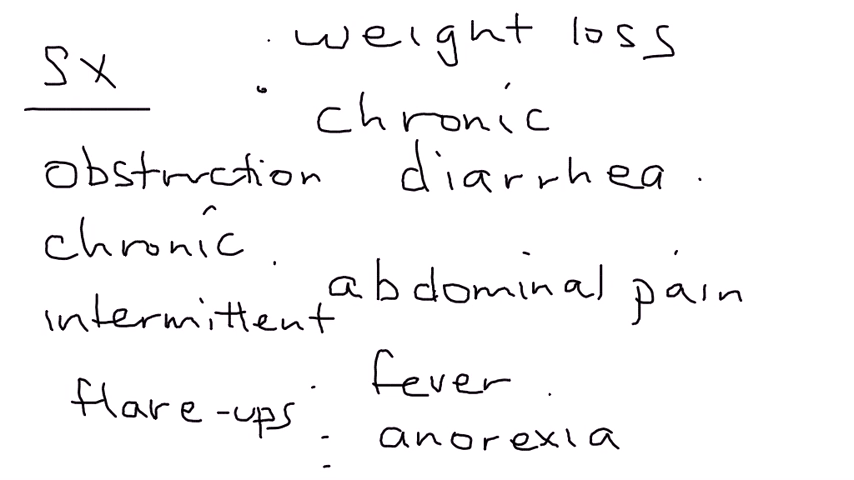 SX
obstruction
chronic
intermittent
flare-ups
weight loss
chronic
diarrhea
abdominal pain
fever
anorexia